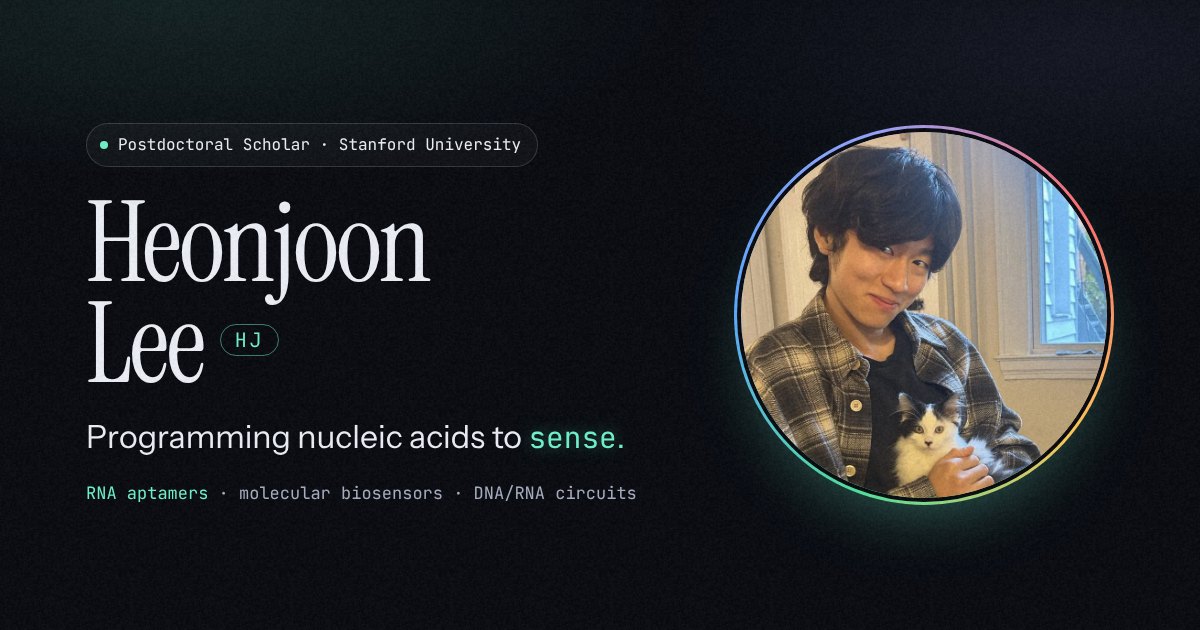 Postdoctoral Scholar · Stanford University
Heonjoon
Lee HJ
Programming nucleic acids to sense.
RNA aptamers · molecular biosensors · DNA/RNA circuits